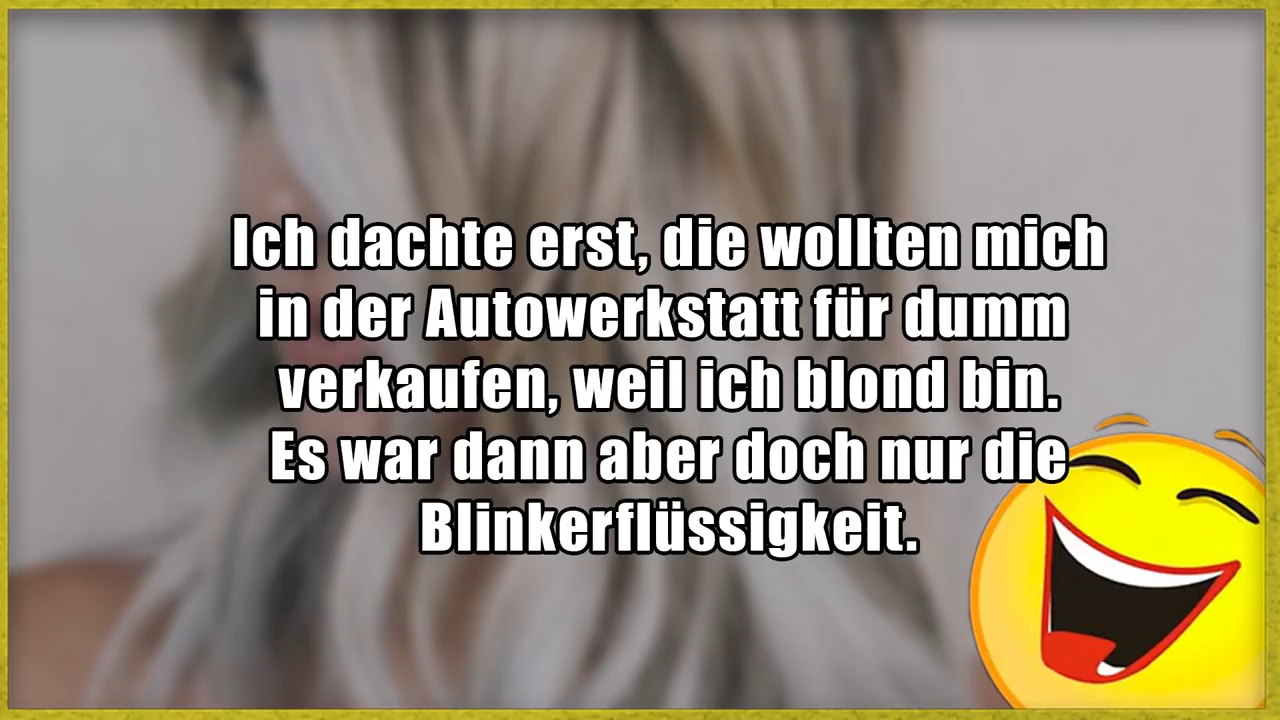 Ich dachte erst, die wollten mich
in der Autowerkstatt für dumm
verkaufen, weil ich blond bin.
Es war dann aber doch nur die
Blinkerflüssigkeit.